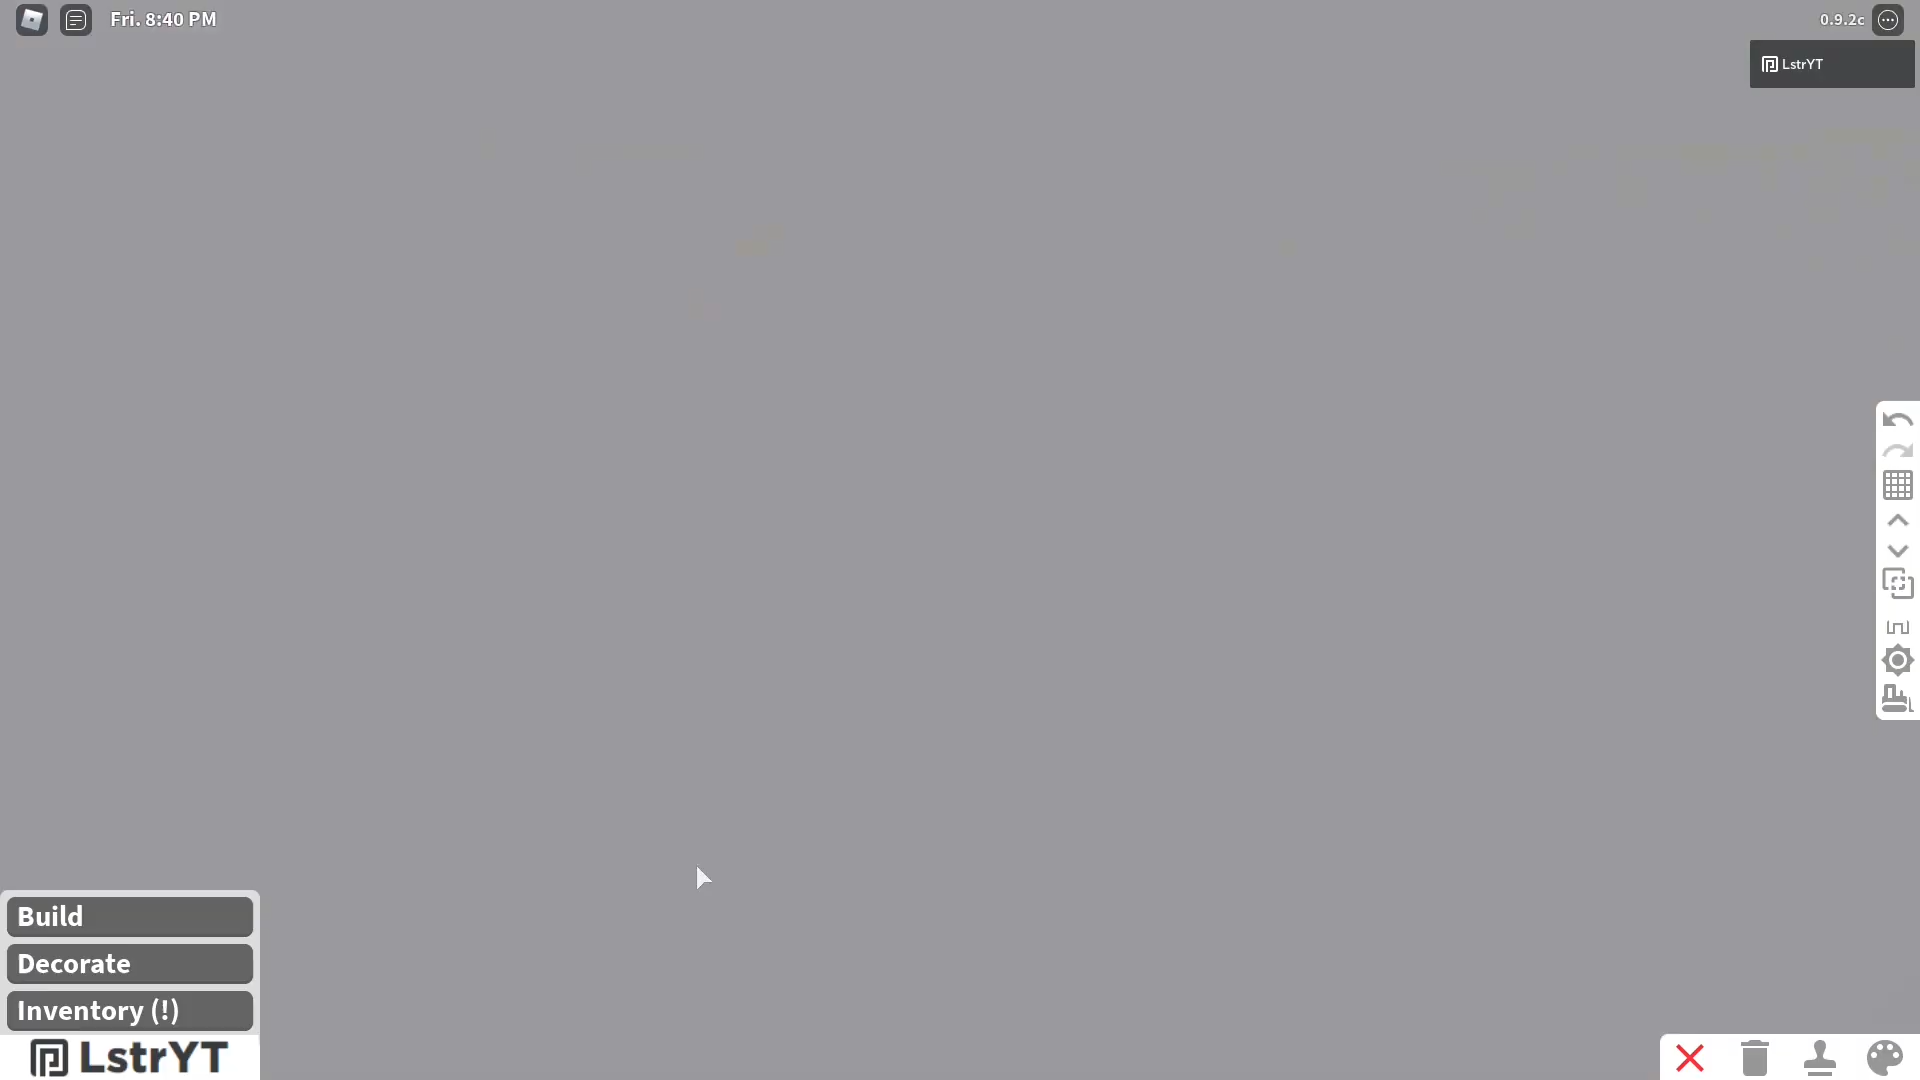 Fri. 8:40 PM
0.9.2c
LstrYT
Build
Decorate
Inventory (!)
LstrYT